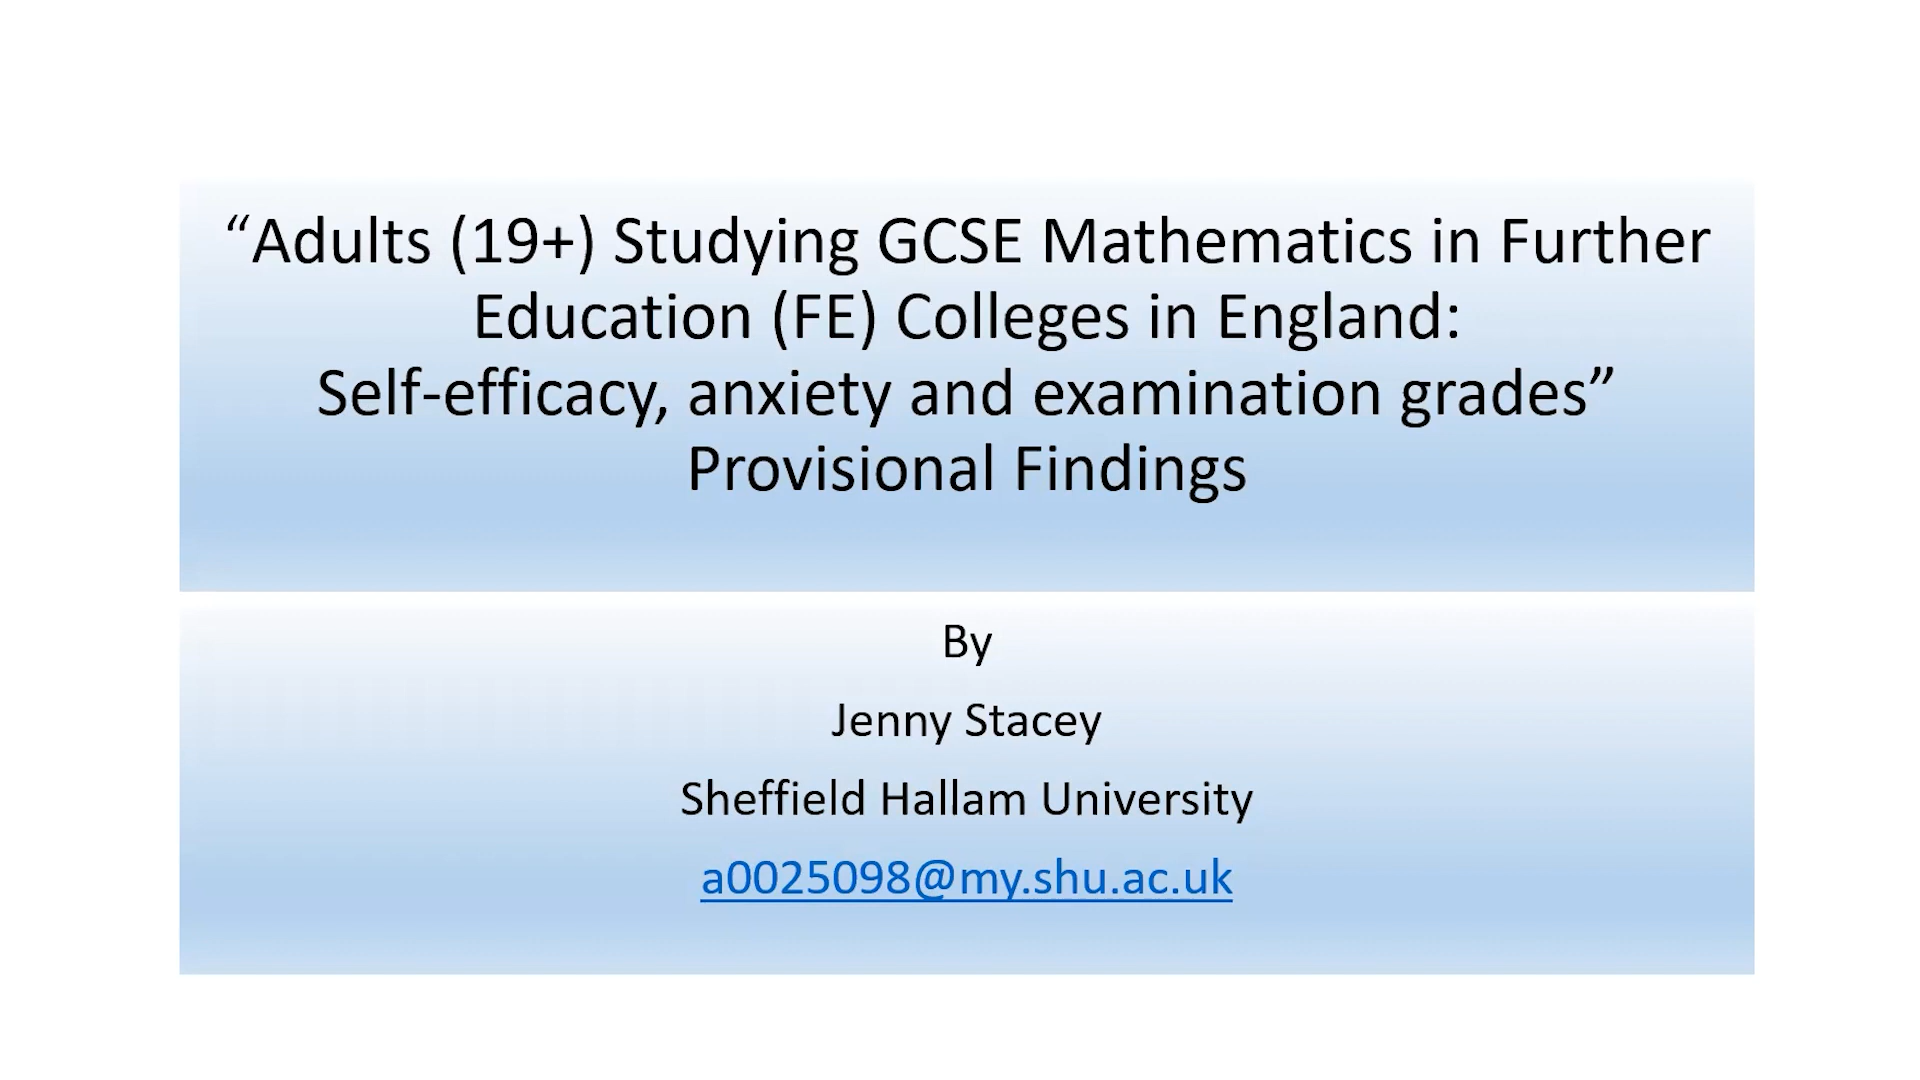 “Adults (19+) Studying GCSE Mathematics in Further
Education (FE) Colleges in England:
Self-efficacy, anxiety and examination grades”
Provisional Findings
By
Jenny Stacey
Sheffield Hallam University
a0025098@my.shu.ac.uk